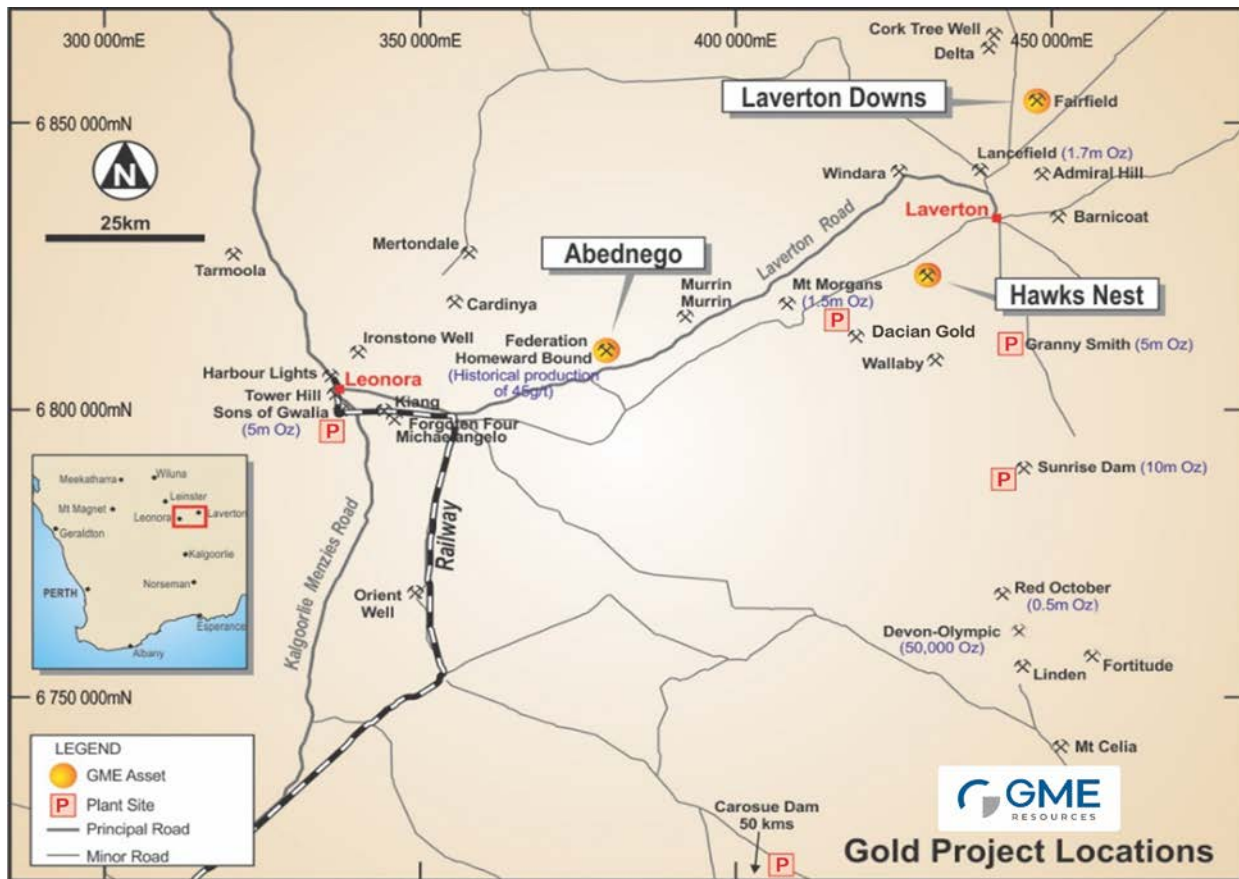 300 000mE
350 000mE
400 000mE
450 000mE
Cork Tree Well
Delta
Laverton Downs
Fairfield
6 850 000mN
N
25km
Lancefield (1.7m Oz)
Windara
Admiral Hill
Laverton
Barnicoat
Laverton Road
Mertondale
Tarmoola
Abednego
Cardinya
Murrin
Murrin
Mt Morgans
(1.5m Oz)
Hawks Nest
P
Dacian Gold
P
Granny Smith (5m Oz)
Wallaby
Ironstone Well
Federation
Homeward Bound
(Historical production
of 45g/t)
Harbour Lights
Leonora
Tower Hill
Kiang
6 800 000mN
Sons of Gwalia
(5m Oz)
P
Forgoten Four
Michaelangelo
P
Sunrise Dam (10m Oz)
Meekatharra
Wiluna
Leinster
Mt Magnet
Leonora
Laverton
Geraldton
Kalgoorlie
PERTH
Norseman
Esperance
Albany
Kalgoorlie Menzies Road
Railway
Orient
Well
Red October
(0.5m Oz)
Devon-Olympic
(50,000 Oz)
Linden
Fortitude
6 750 000mN
Mt Celia
LEGEND
GME Asset
P
Plant Site
Principal Road
Minor Road
Carosue Dam
50 kms
P
GME
RESOURCES
Gold Project Locations